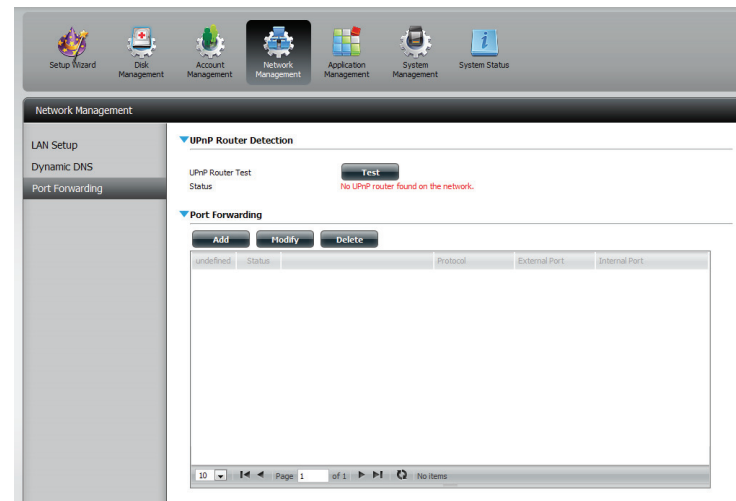 Setup Wizard
Disk Management
Account Management
Network Management
Application Management
System Management
System Status
Network Management
LAN Setup
Dynamic DNS
Port Forwarding
UPnP Router Detection
UPnP Router Test Test
Status No UPnP router found on the network.
Port Forwarding
Add Modify Delete
undefined Status Protocol External Port Internal Port
10 Page 1 of 1 No items